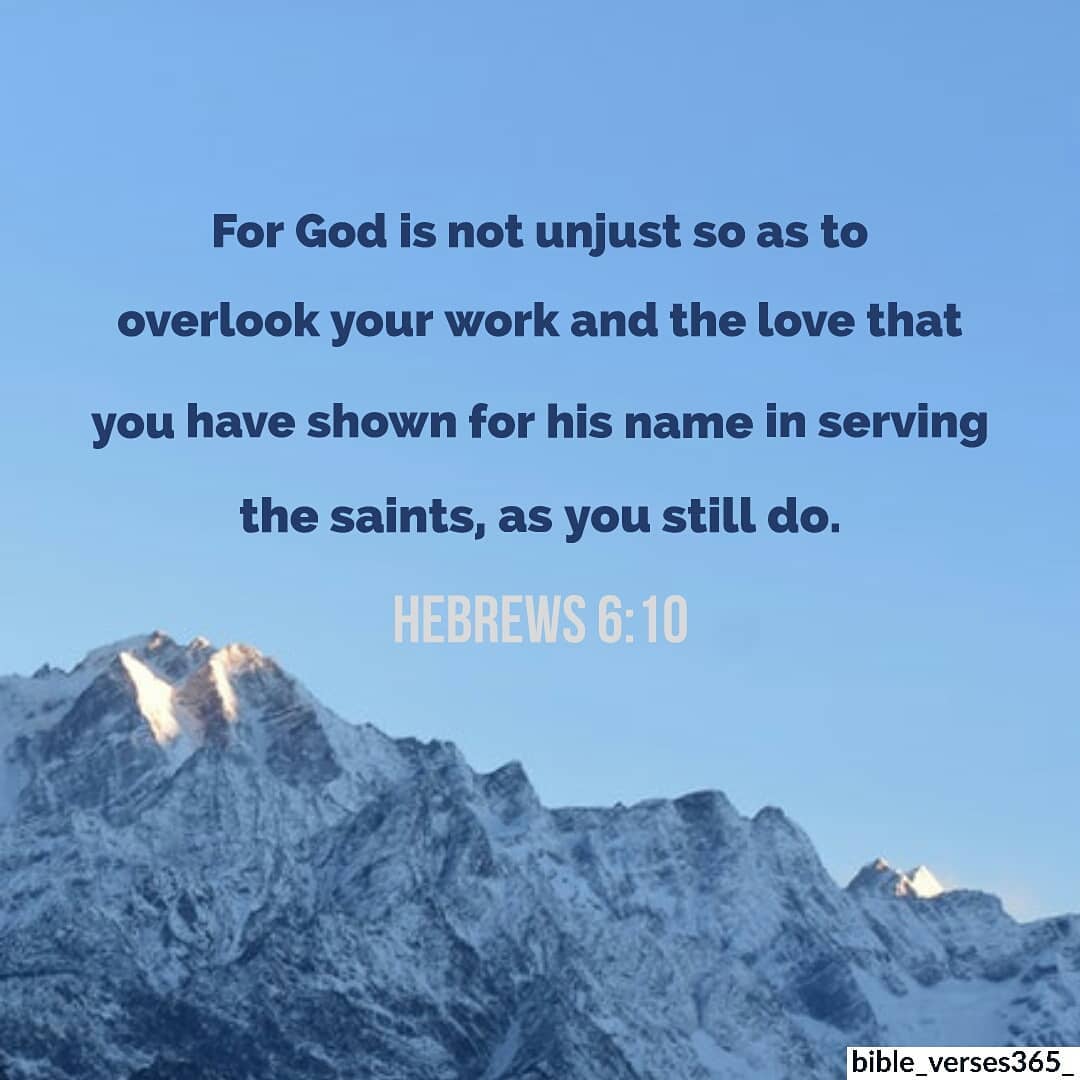 For God is not unjust so as to
overlook your work and the love that
you have shown for his name in serving
the saints, as you still do.
HEBREWS 6:10
bible_verses365_